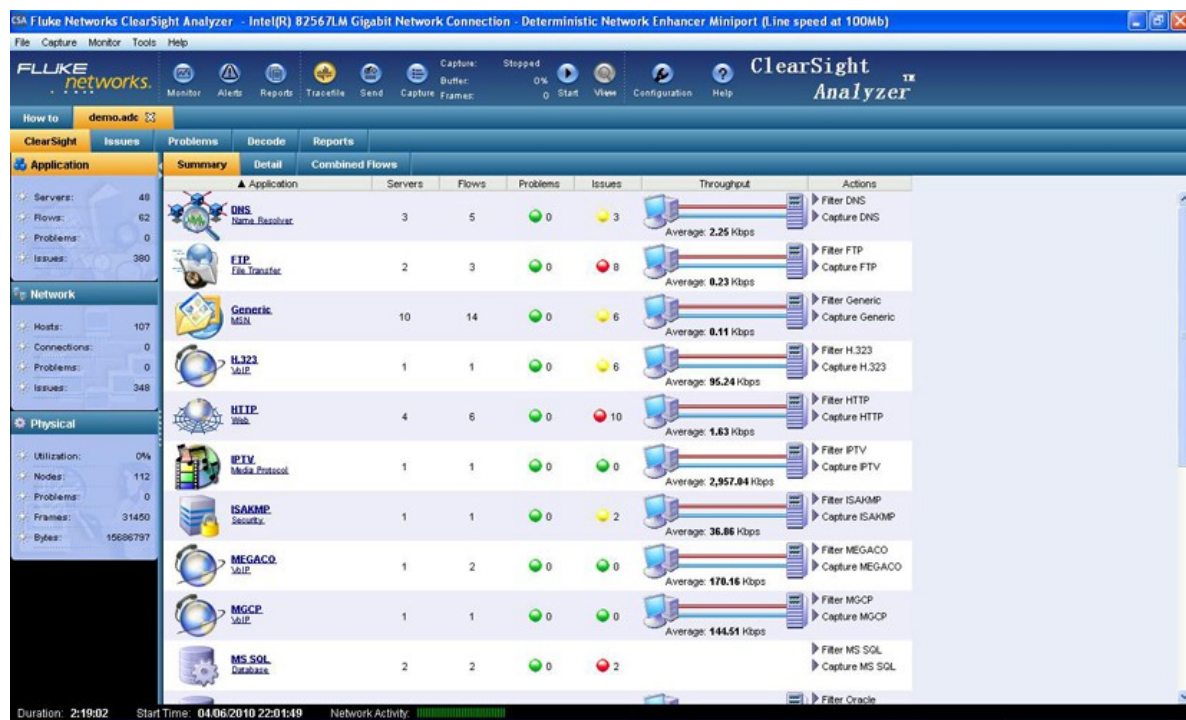 CSA Fluke Networks ClearSight Analyzer - Intel(R) 82567LM Gigabit Network Connection - Deterministic Network Enhancer Miniport (Line speed at 100Mb)
File Capture Monitor Tools Help
FLUKE networks.
Monitor Alerts Reports Tracefile Send Capture
Capture: Stopped
Buffer: 0%
Frames: 0
Start View Configuration Help
ClearSight Analyzer TM
How to demo.adc
ClearSight Issues Problems Decode Reports
Application
Servers: 48
Flows: 62
Problems: 0
Issues: 380
Network
Hosts: 107
Connections: 0
Problems: 0
Issues: 348
Physical
Utilization: 0%
Nodes: 112
Problems: 0
Frames: 31450
Bytes: 15686797
Summary Detail Combined Flows
▲ Application Servers Flows Problems Issues Throughput Actions
DNS 3 5 0 3 Filter DNS
Name Resolver Capture DNS
Average: 2.25 Kbps
FTP 2 3 0 8 Filter FTP
File Transfer Capture FTP
Average: 0.23 Kbps
Generic 10 14 0 6 Filter Generic
MSN Capture Generic
Average: 0.11 Kbps
H.323 1 1 0 6 Filter H.323
VoIP Capture H.323
Average: 95.24 Kbps
HTTP 4 6 0 10 Filter HTTP
Web Capture HTTP
Average: 1.63 Kbps
IPTV 1 1 0 0 Filter IPTV
Media Protocol Capture IPTV
Average: 2,957.04 Kbps
ISAKMP 1 1 0 2 Filter ISAKMP
Security Capture ISAKMP
Average: 36.86 Kbps
MEGACO 1 2 0 0 Filter MEGACO
VoIP Capture MEGACO
Average: 170.16 Kbps
MGCP 1 1 0 0 Filter MGCP
VoIP Capture MGCP
Average: 144.51 Kbps
MS SQL 2 2 0 2 Filter MS SQL
Database Capture MS SQL
Filter Oracle
Duration: 2:19:02 Start Time: 04/06/2010 22:01:49 Network Activity: